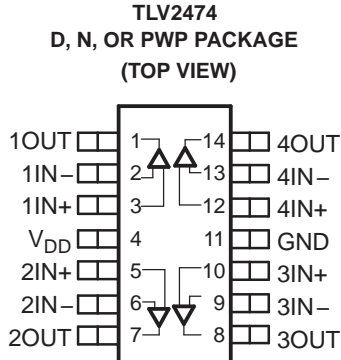 TLV2474
D, N, OR PWP PACKAGE
(TOP VIEW)
1OUT 1 14 4OUT
1IN− 2 13 4IN−
1IN+ 3 12 4IN+
VDD 4 11 GND
2IN+ 5 10 3IN+
2IN− 6 9 3IN−
2OUT 7 8 3OUT